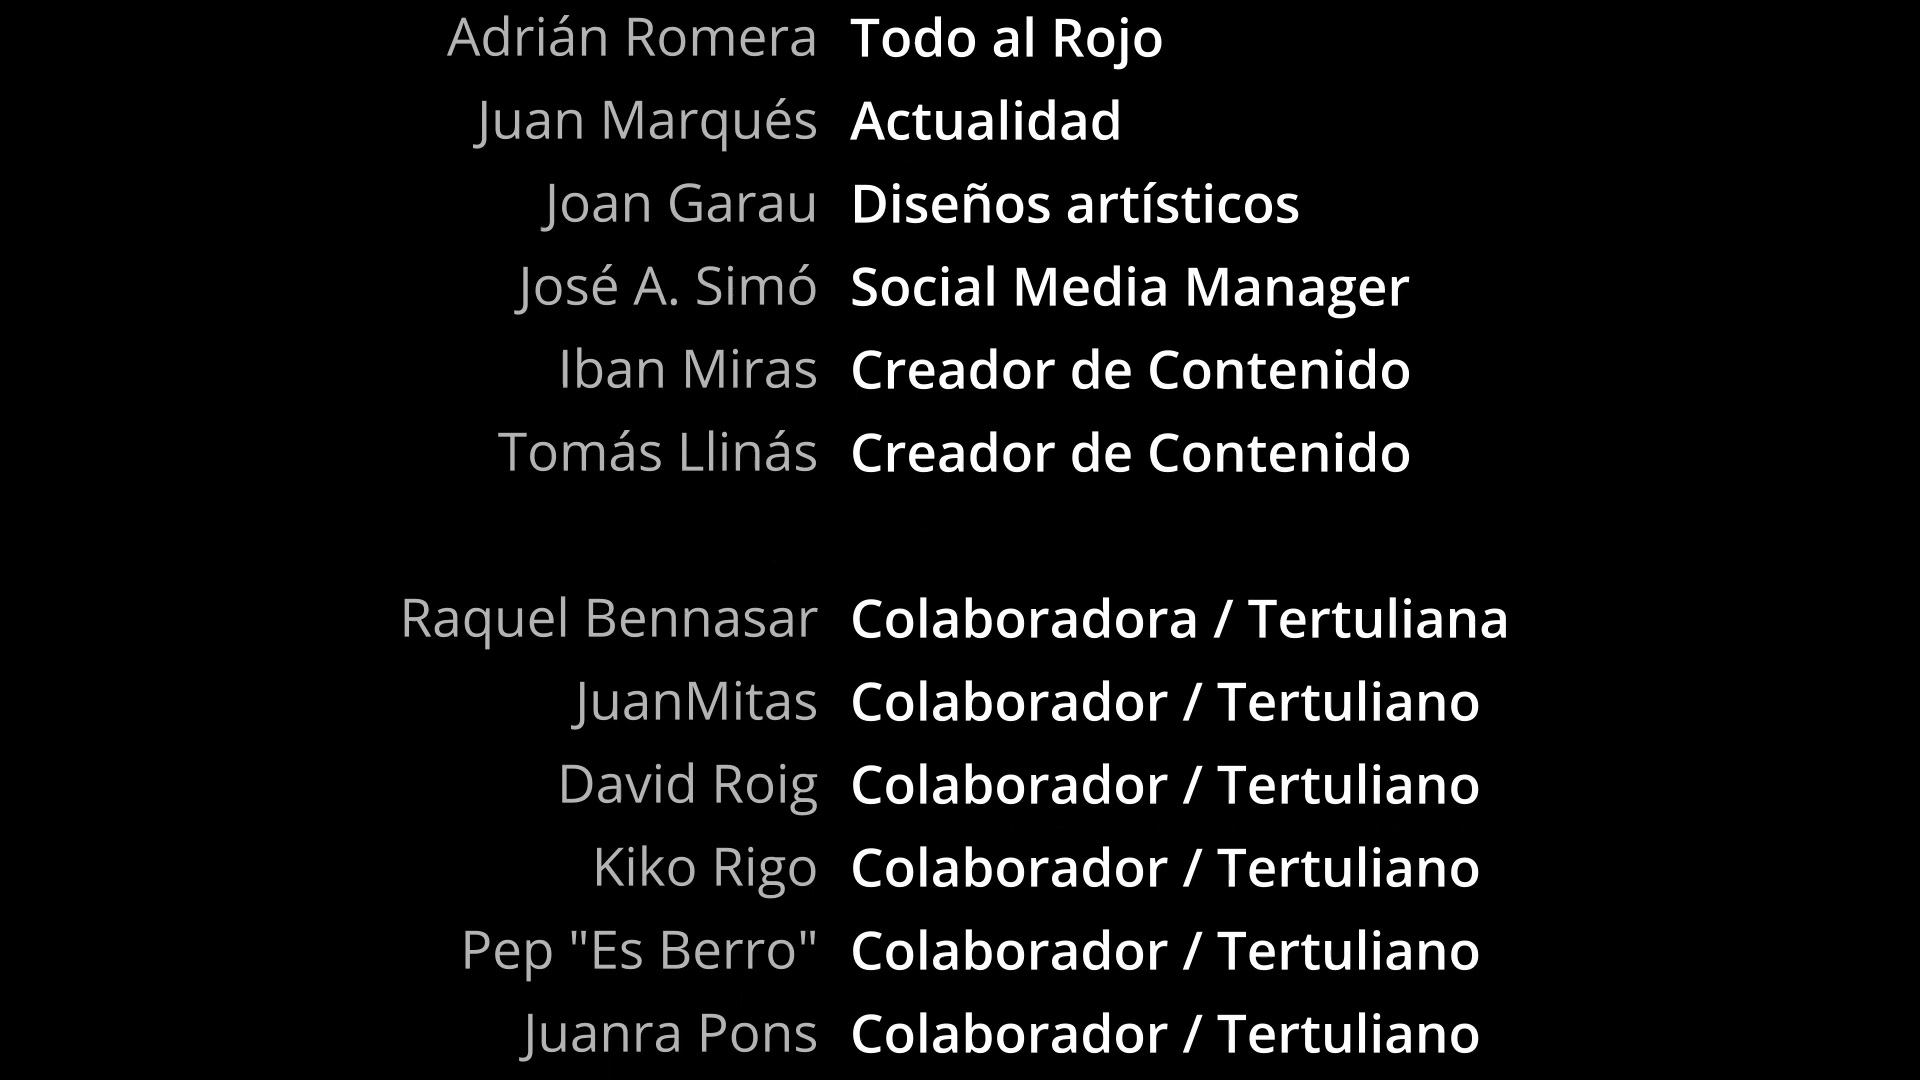 Adrián Romera Todo al Rojo
Juan Marqués Actualidad
Joan Garau Diseños artísticos
José A. Simó Social Media Manager
Iban Miras Creador de Contenido
Tomás Llinás Creador de Contenido
Raquel Bennasar Colaboradora / Tertuliana
JuanMitas Colaborador / Tertuliano
David Roig Colaborador / Tertuliano
Kiko Rigo Colaborador / Tertuliano
Pep "Es Berro" Colaborador / Tertuliano
Juanra Pons Colaborador / Tertuliano